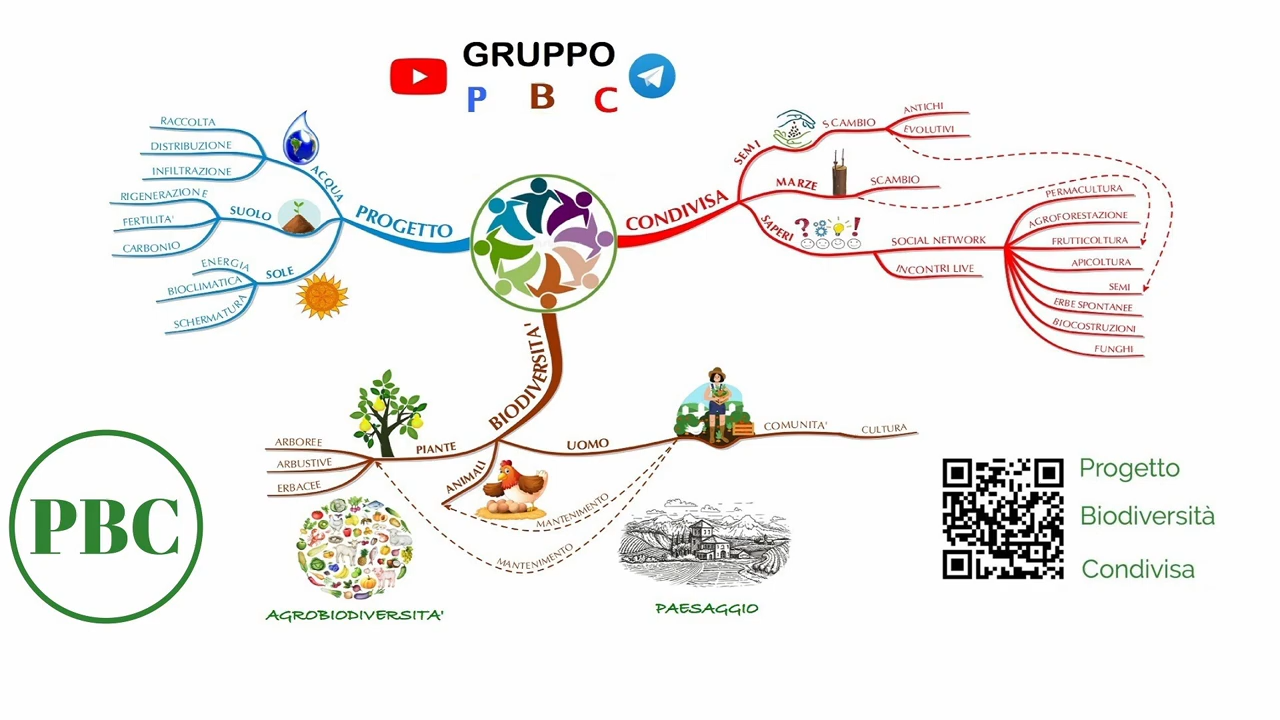 GRUPPO
P B C
PROGETTO
ACQUA
RACCOLTA
DISTRIBUZIONE
INFILTRAZIONE
SUOLO
RIGENERAZIONE
FERTILITA'
CARBONIO
SOLE
ENERGIA
BIOCLIMATICA
SCHERMATURA
CONDIVISA
SEMI
SCAMBIO
ANTICHI
EVOLUTIVI
MARZE
SCAMBIO
SAPERI
SOCIAL NETWORK
INCONTRI LIVE
PERMACULTURA
AGROFORESTAZIONE
FRUTTICOLTURA
APICOLTURA
SEMI
ERBE SPONTANEE
BIOCOSTRUZIONI
FUNGHI
BIODIVERSITA'
PIANTE
ARBOREE
ARBUSTIVE
ERBACEE
ANIMALI
UOMO
COMUNITA'
CULTURA
MANTENIMENTO
MANTENIMENTO
AGROBIODIVERSITA'
PAESAGGIO
PBC
Progetto
Biodiversità
Condivisa